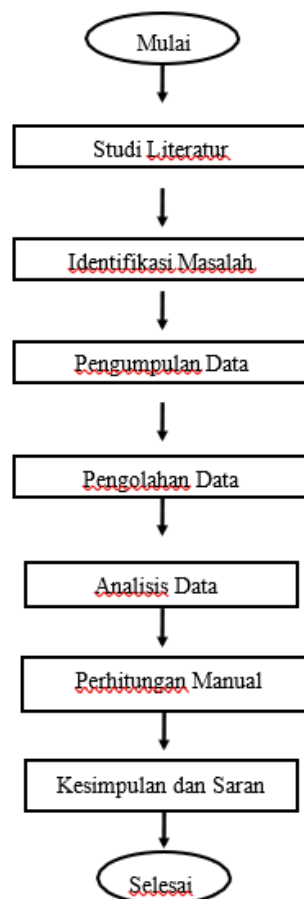 Mulai
Studi Literatur
Identifikasi Masalah
Pengumpulan Data
Pengolahan Data
Analisis Data
Perhitungan Manual
Kesimpulan dan Saran
Selesai